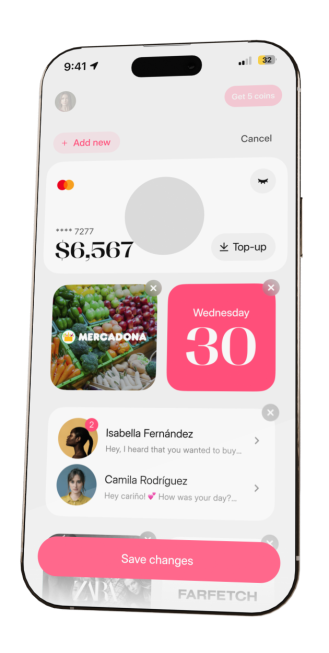 9:41
32
Get 5 coins
+ Add new
Cancel
**** 7277
$6,567
Top-up
MERCADONA
Wednesday
30
2
Isabella Fernández
Hey, I heard that you wanted to buy...
Camila Rodríguez
Hey cariño! 💕 How was your day?...
Save changes
ZARA
FARFETCH